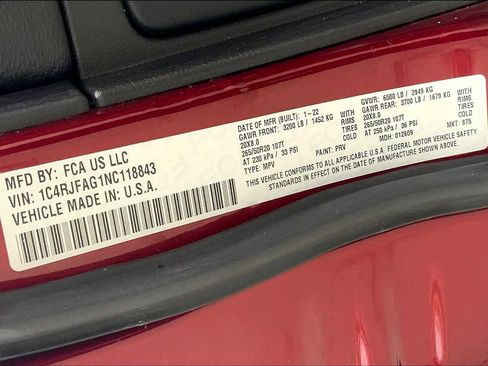 MFD BY: FCA US LLC
VIN: 1C4RJFAG1NC118843
VEHICLE MADE IN: U.S.A.
DATE OF MFR (BUILT): 1-22
GAWR FRONT: 3200 LB / 1452 KG WITH
20X8.0 RIMS
265/50R20 107T TIRES
AT 230 kPa / 33 PSI COLD
TYPE: MPV
GVWR: 6500 LB / 2949 KG
GAWR REAR: 3700 LB / 1679 KG WITH
20X8.0 RIMS
265/50R20 107T TIRES
AT 250 kPa / 36 PSI COLD
PAINT: PRV MDH: 012609 MKT: 875
THIS VEHICLE CONFORMS TO ALL APPLICABLE U.S.A. FEDERAL MOTOR VEHICLE SAFETY
STANDARDS IN EFFECT ON THE DATE OF MANUFACTURE SHOWN ABOVE.